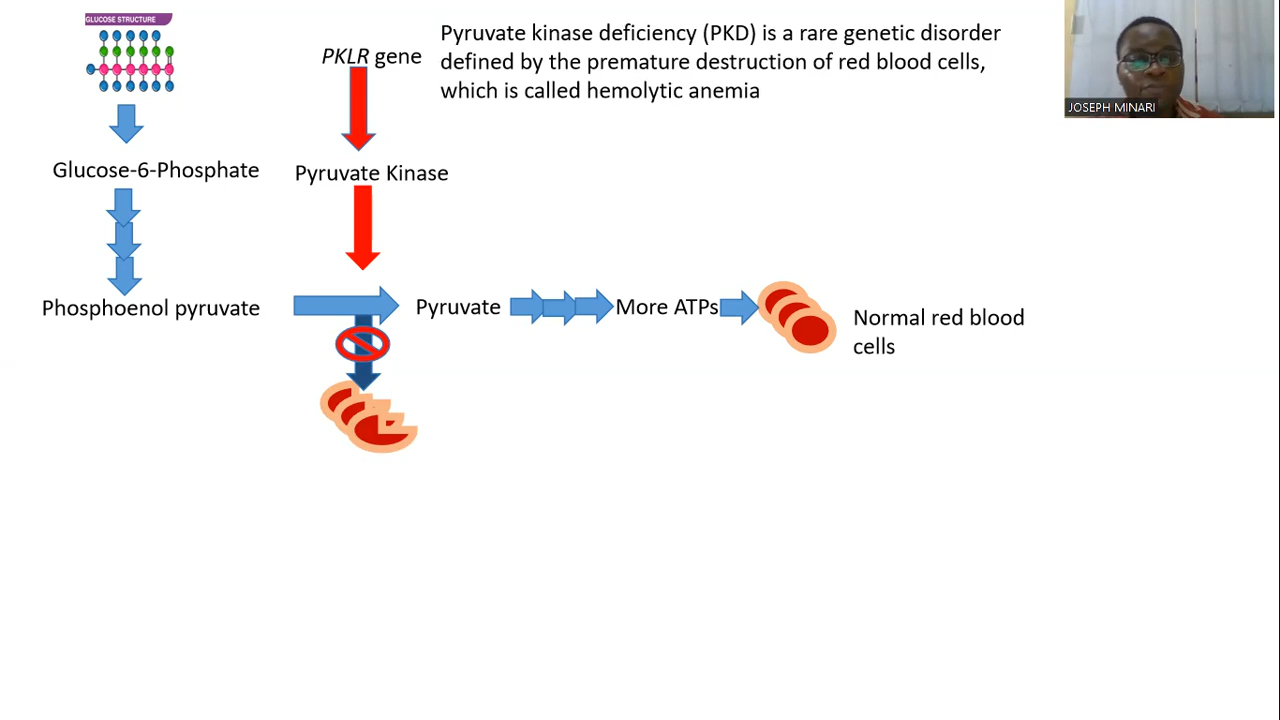 GLUCOSE STRUCTURE
PKLR gene
Pyruvate kinase deficiency (PKD) is a rare genetic disorder
defined by the premature destruction of red blood cells,
which is called hemolytic anemia
JOSEPH MINARI
Glucose-6-Phosphate
Pyruvate Kinase
Phosphoenol pyruvate
Pyruvate
More ATPs
Normal red blood
cells